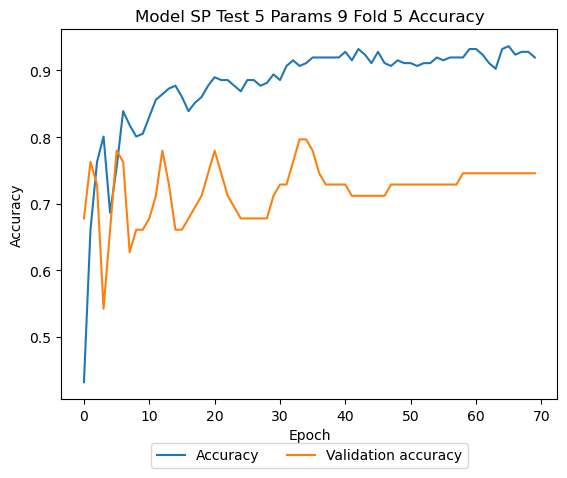 Model SP Test 5 Params 9 Fold 5 Accuracy
Accuracy
0.9
0.8
0.7
0.6
0.5
0 10 20 30 40 50 60 70
Epoch
Accuracy Validation accuracy